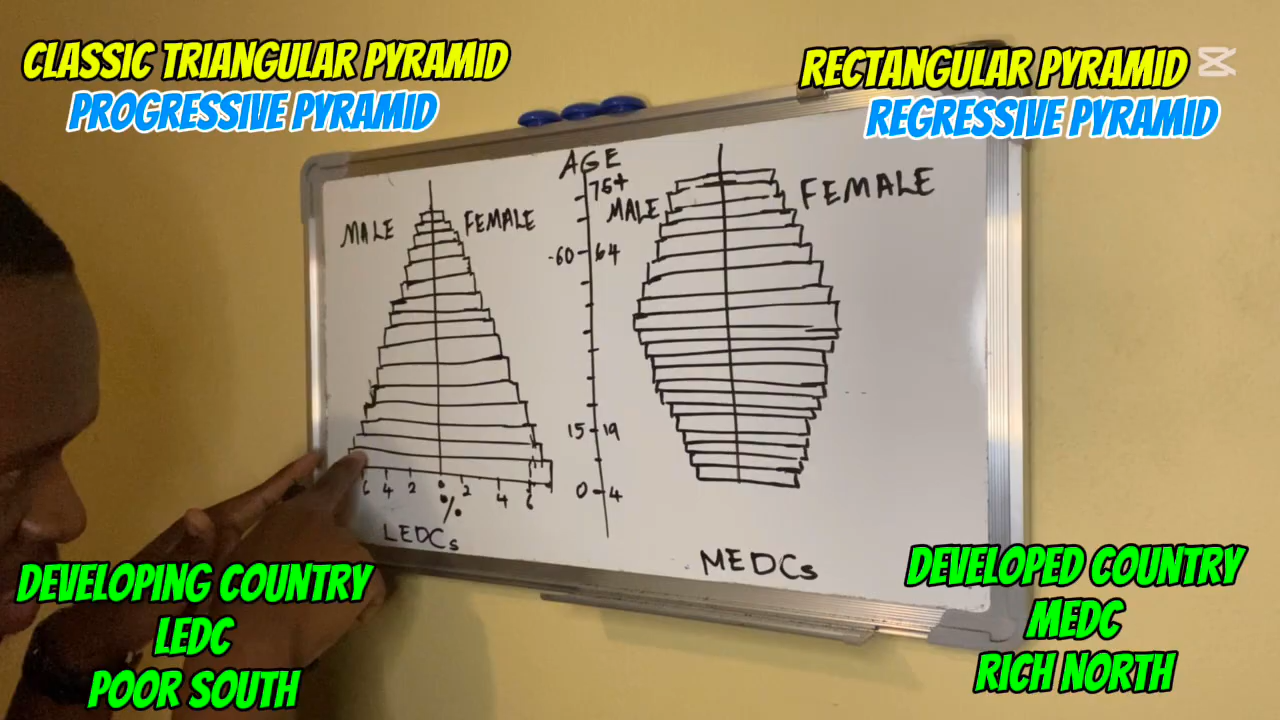 CLASSIC TRIANGULAR PYRAMID
PROGRESSIVE PYRAMID
RECTANGULAR PYRAMID
REGRESSIVE PYRAMID
AGE
75+
MALE FEMALE
MALE FEMALE
-60 64
15 19
0 4
6 4 2 0 2 4 6
%
LEDCs
MEDCs
DEVELOPING COUNTRY
LEDC
POOR SOUTH
DEVELOPED COUNTRY
MEDC
RICH NORTH